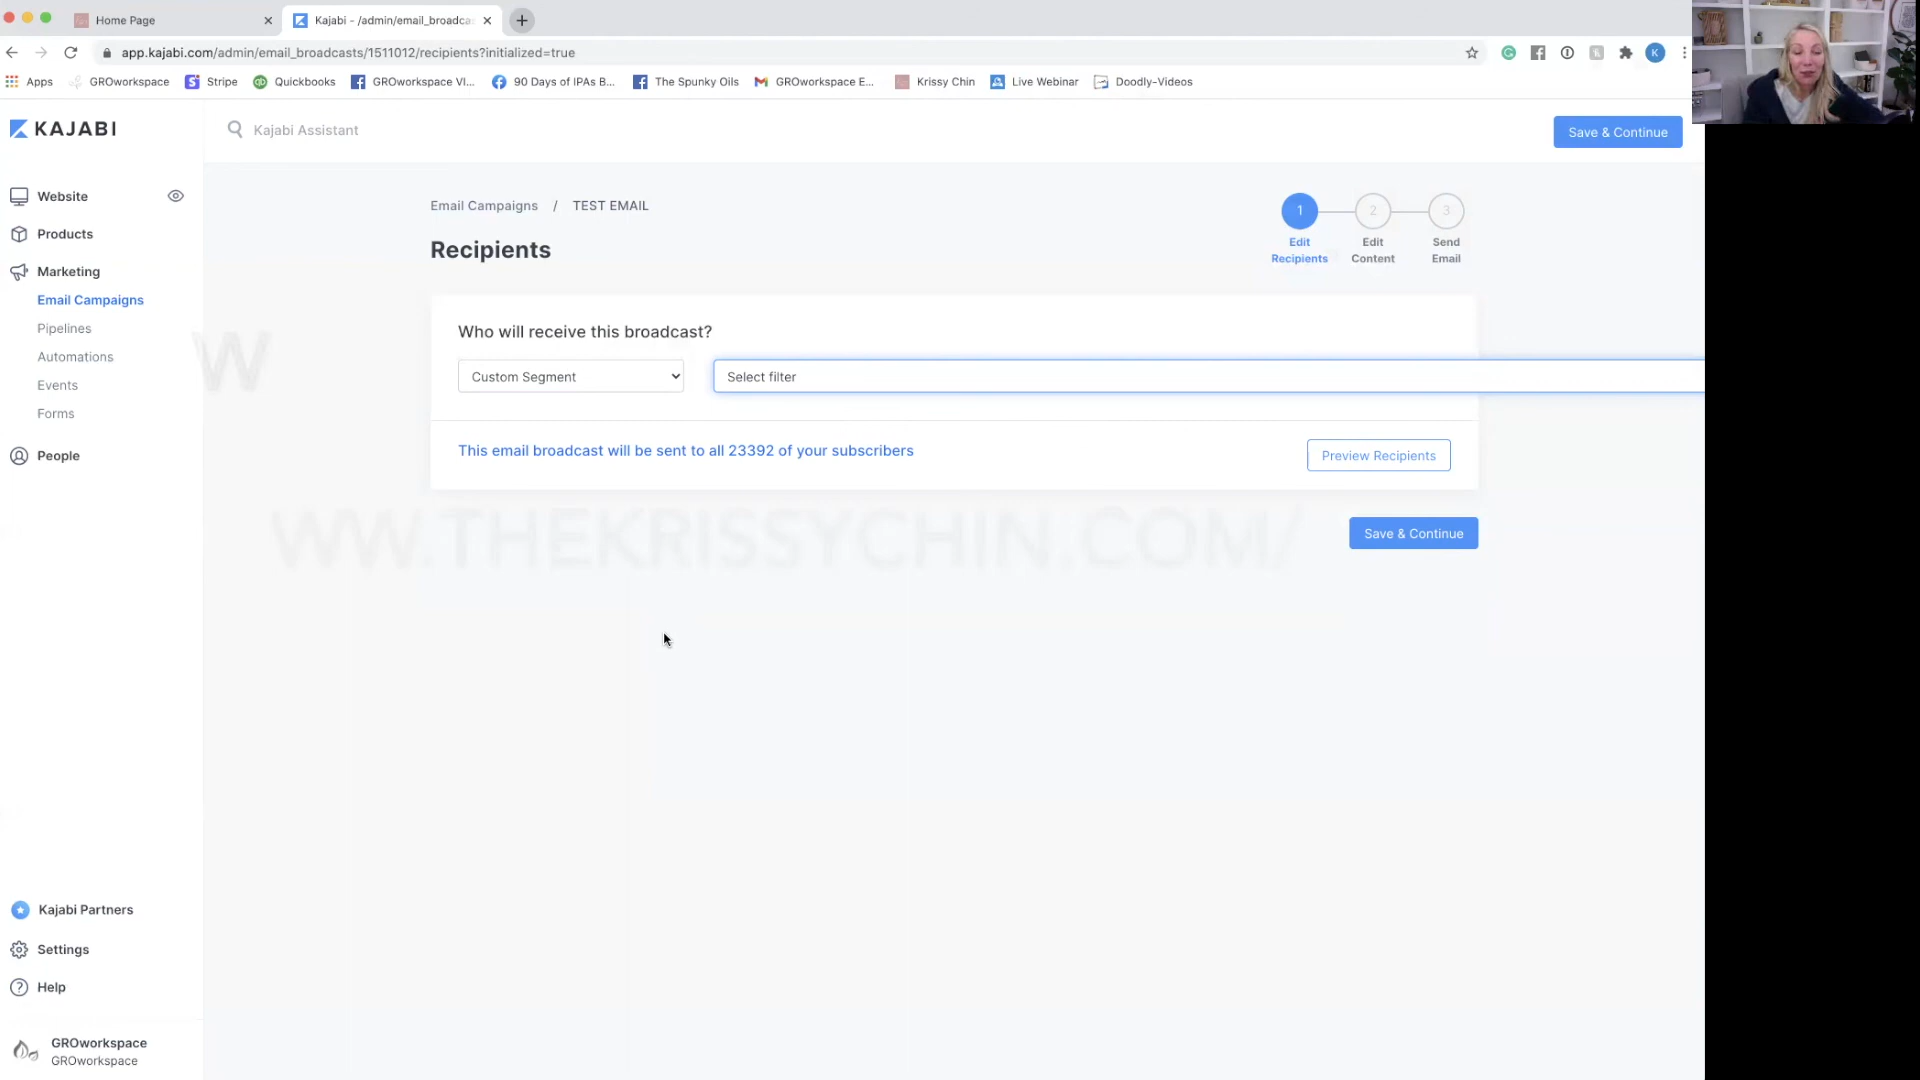 Home Page
Kajabi - /admin/email_broadca
app.kajabi.com/admin/email_broadcasts/1511012/recipients?initialized=true
K
Apps
GROworkspace
Stripe
Quickbooks
GROworkspace VI...
90 Days of IPAs B...
The Spunky Oils
GROworkspace E...
Krissy Chin
Live Webinar
Doodly-Videos
KAJABI
Kajabi Assistant
Save & Continue
Website
Products
Marketing
Email Campaigns
Pipelines
Automations
Events
Forms
People
Email Campaigns / TEST EMAIL
Recipients
1
2
3
Edit Recipients
Edit Content
Send Email
Who will receive this broadcast?
Custom Segment
Select filter
This email broadcast will be sent to all 23392 of your subscribers
Preview Recipients
Save & Continue
W
WW.THEKRISSYCHIN.COM/
Kajabi Partners
Settings
Help
GROworkspace
GROworkspace